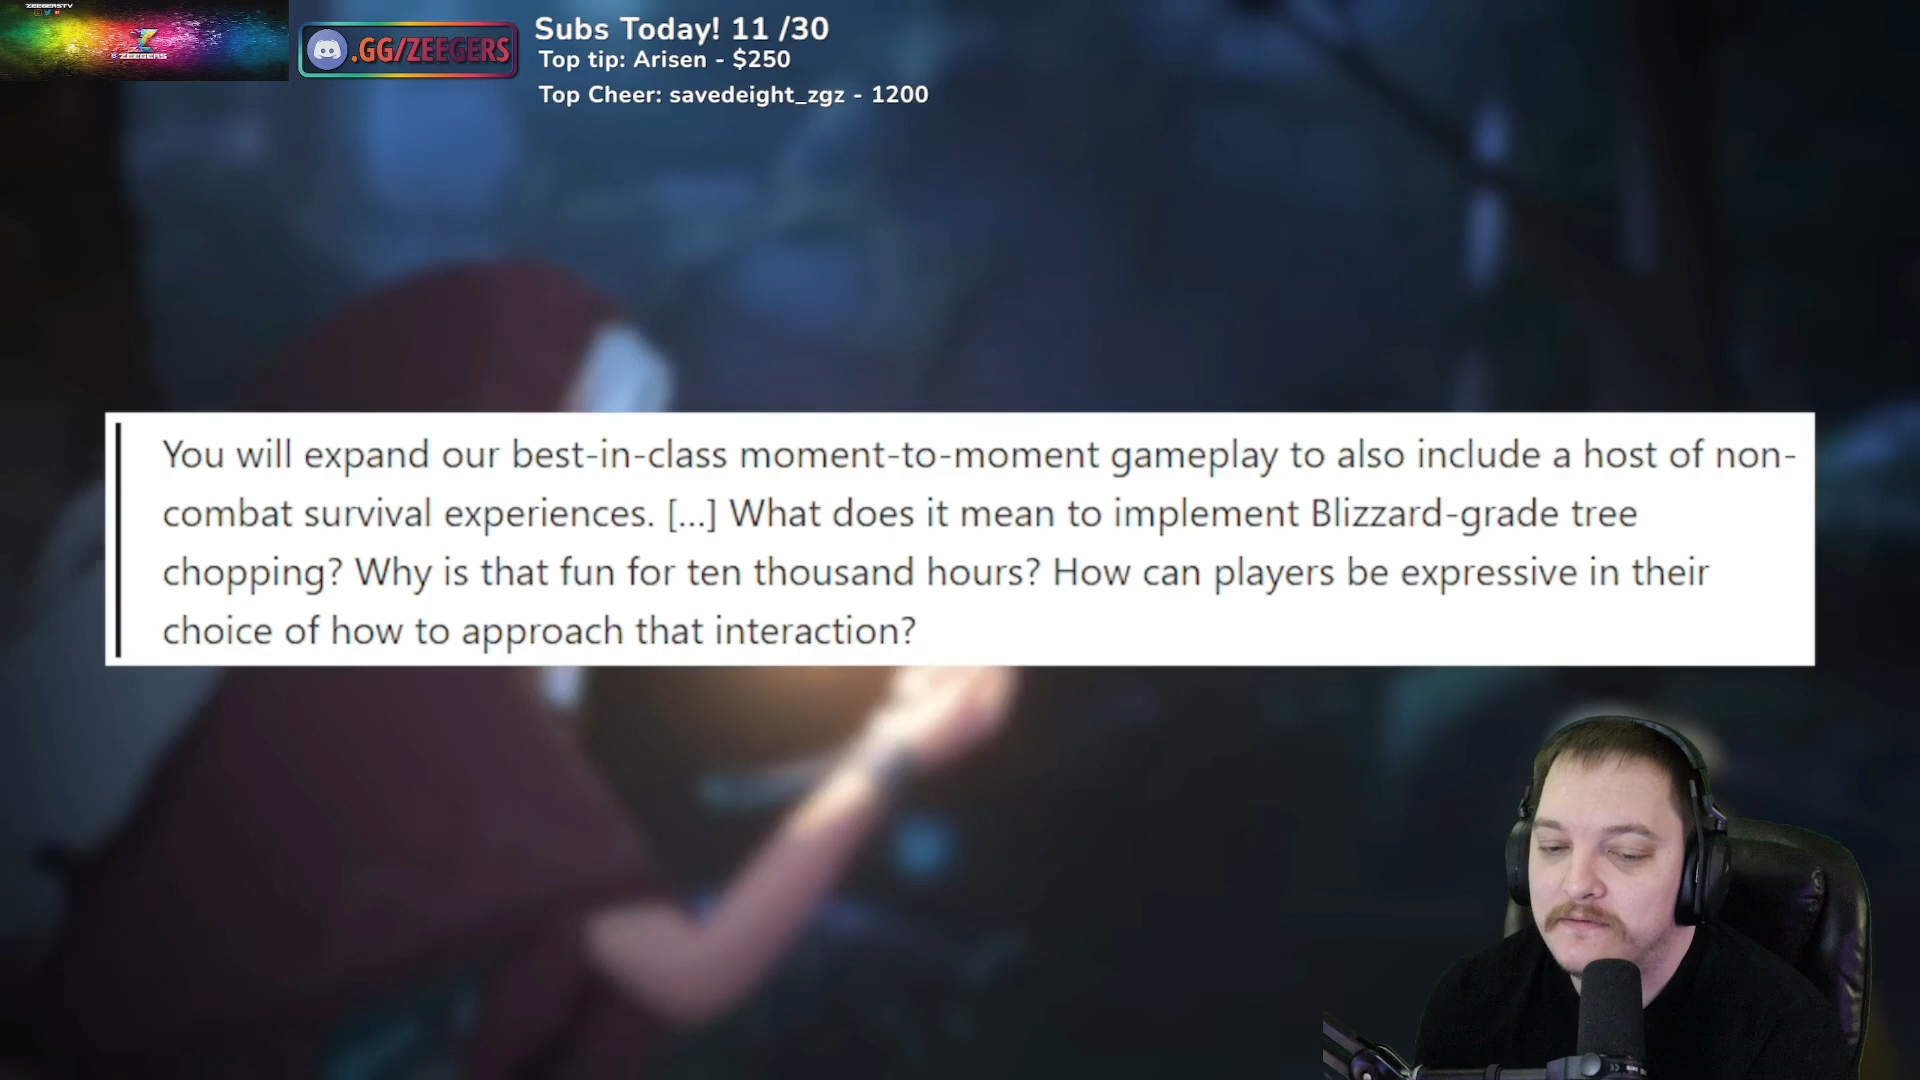 ZEEGERSTV
ZEEGERS
.GG/ZEEGERS
Subs Today! 11 /30
Top tip: Arisen - $250
Top Cheer: savedeight_zgz - 1200
You will expand our best-in-class moment-to-moment gameplay to also include a host of non-
combat survival experiences. [...] What does it mean to implement Blizzard-grade tree
chopping? Why is that fun for ten thousand hours? How can players be expressive in their
choice of how to approach that interaction?